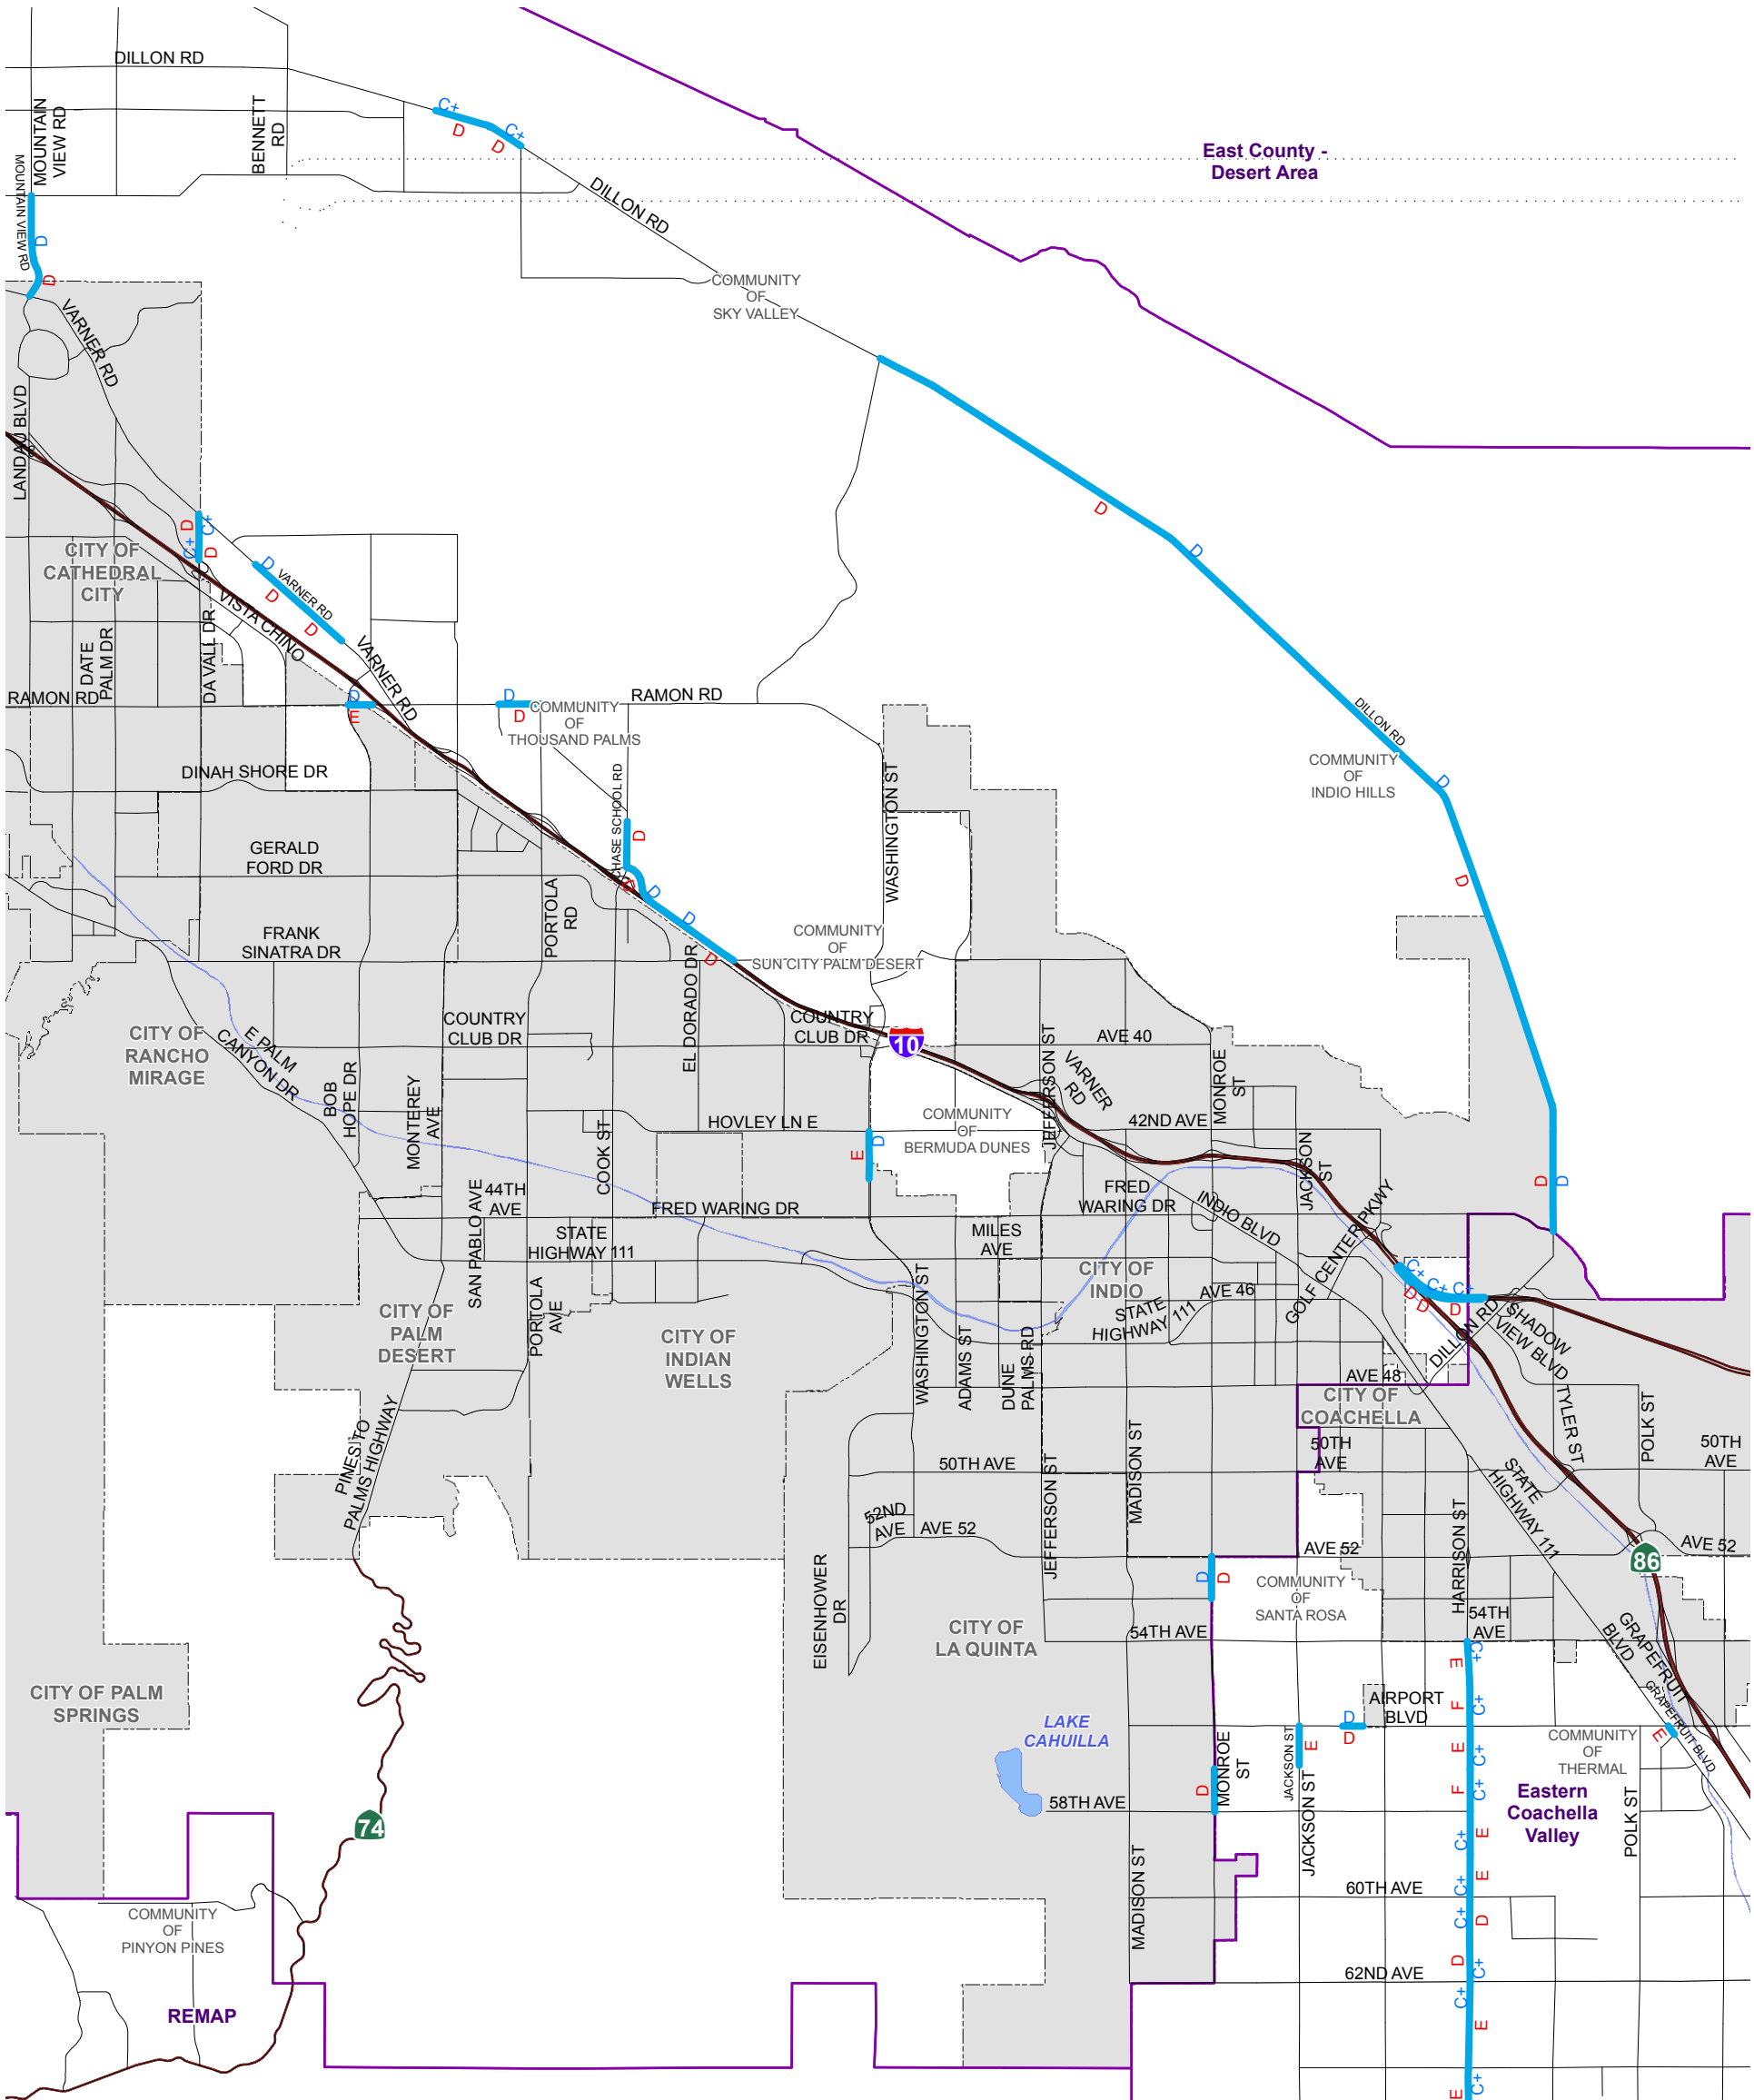 DILLON RD
MOUNTAIN
VIEW RD
BENNETT
RD
C+
D
C+
D
East County -
Desert Area
MOUNTAIN VIEW RD
D
D
DILLON RD
COMMUNITY
OF
SKY VALLEY
VARNER RD
LANDAU BLVD
D
D
C+
C+
D
D
CITY OF
CATHEDRAL
CITY
D
VARNER RD
D
D
VISTA CHINO
DATE
PALM DR
DA VALL DR
VARNER RD
RAMON RD
D
E
D
D
RAMON RD
COMMUNITY
OF
THOUSAND PALMS
DILLON RD
COMMUNITY
OF
INDIO HILLS
D
D
DINAH SHORE DR
CHASE SCHOOL RD
D
WASHINGTON ST
GERALD
FORD DR
D
D
D
D
PORTOLA
RD
FRANK
SINATRA DR
EL DORADO DR
COMMUNITY
OF
SUN CITY PALM DESERT
CITY OF
RANCHO
MIRAGE
E PALM
CANYON DR
COUNTRY
CLUB DR
COUNTRY
CLUB DR
10
AVE 40
JEFFERSON ST
VARNER
RD
MONROE
ST
BOB
HOPE DR
MONTEREY
AVE
HOVLEY LN E
COMMUNITY
OF
BERMUDA DUNES
42ND AVE
E
D
COOK ST
JACKSON
ST
D
D
44TH
AVE
SAN PABLO AVE
FRED WARING DR
FRED
WARING DR
INDIO BLVD
GOLF CENTER PKWY
STATE
HIGHWAY 111
MILES
AVE
CITY OF
INDIO
C+
C+
C+
D
D
D
CITY OF
PALM
DESERT
PORTOLA
AVE
CITY OF
INDIAN
WELLS
WASHINGTON ST
ADAMS ST
DUNE
PALMS RD
STATE
HIGHWAY 111
AVE 46
DILLON RD
SHADOW
VIEW BLVD
AVE 48
CITY OF
COACHELLA
TYLER ST
POLK ST
PINES TO
PALMS HIGHWAY
50TH AVE
JEFFERSON ST
MADISON ST
50TH
AVE
50TH
AVE
STATE
HIGHWAY 111
52ND
AVE
AVE 52
AVE 52
HARRISON ST
86
AVE 52
EISENHOWER
DR
D
D
COMMUNITY
OF
SANTA ROSA
CITY OF
LA QUINTA
54TH AVE
54TH
AVE
GRAPEFRUIT
BLVD
CITY OF PALM
SPRINGS
E
C+
F
C+
AIRPORT
BLVD
GRAPEFRUIT BLVD
LAKE
CAHUILLA
D
D
JACKSON ST
E
MONROE
ST
D
E
C+
E
COMMUNITY
OF
THERMAL
F
C+
58TH AVE
Eastern
Coachella
Valley
74
JACKSON ST
C+
E
POLK ST
MADISON ST
60TH AVE
C+
E
COMMUNITY
OF
PINYON PINES
C+
D
D
C+
62ND AVE
C+
E
REMAP
E
C+